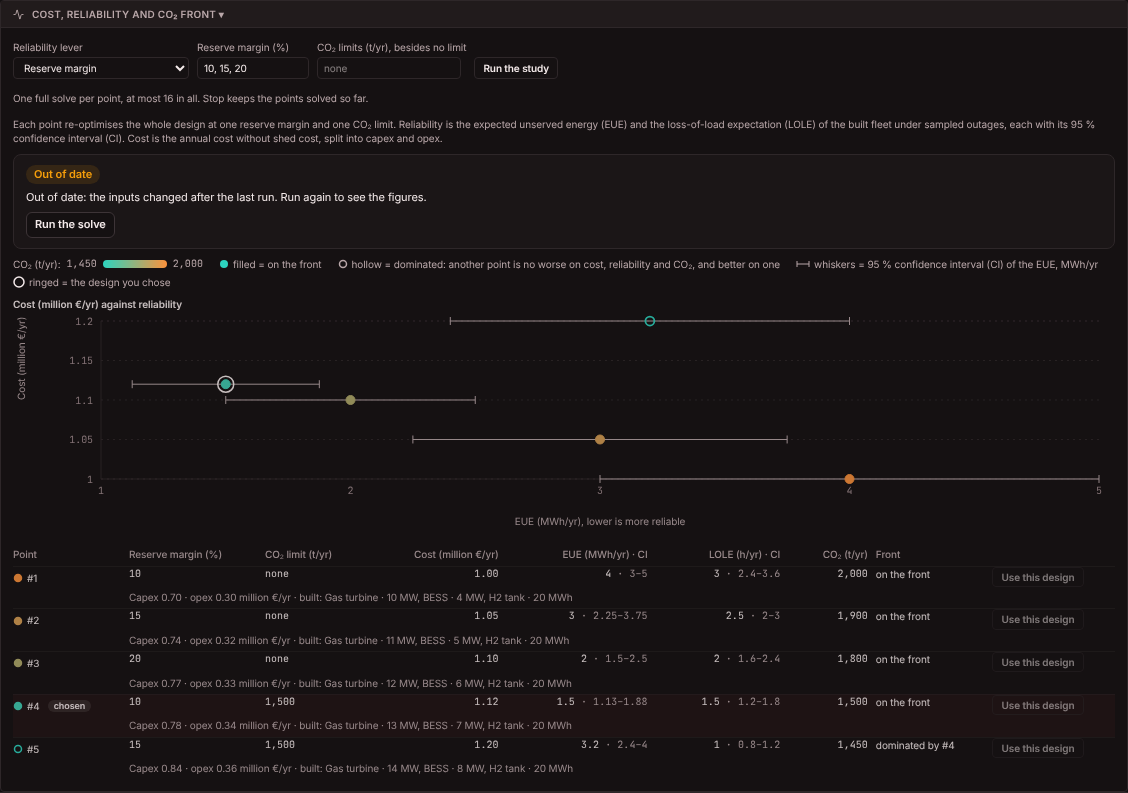 COST, RELIABILITY AND CO₂ FRONT ▾
Reliability lever
Reserve margin (%)
CO₂ limits (t/yr), besides no limit
Reserve margin
10, 15, 20
none
Run the study
One full solve per point, at most 16 in all. Stop keeps the points solved so far.
Each point re-optimises the whole design at one reserve margin and one CO₂ limit. Reliability is the expected unserved energy (EUE) and the loss-of-load expectation (LOLE) of the built fleet under sampled outages, each with its 95 %
confidence interval (CI). Cost is the annual cost without shed cost, split into capex and opex.
Out of date
Out of date: the inputs changed after the last run. Run again to see the figures.
Run the solve
CO₂ (t/yr): 1,450 2,000 filled = on the front hollow = dominated: another point is no worse on cost, reliability and CO₂, and better on one whiskers = 95 % confidence interval (CI) of the EUE, MWh/yr
ringed = the design you chose
Cost (million €/yr) against reliability
Cost (million €/yr)
1.2
1.15
1.1
1.05
1
1 2 3 4 5
EUE (MWh/yr), lower is more reliable
Point Reserve margin (%) CO₂ limit (t/yr) Cost (million €/yr) EUE (MWh/yr) · CI LOLE (h/yr) · CI CO₂ (t/yr) Front
#1 10 none 1.00 4 · 3–5 3 · 2.4–3.6 2,000 on the front Use this design
Capex 0.70 · opex 0.30 million €/yr · built: Gas turbine · 10 MW, BESS · 4 MW, H2 tank · 20 MWh
#2 15 none 1.05 3 · 2.25–3.75 2.5 · 2–3 1,900 on the front Use this design
Capex 0.74 · opex 0.32 million €/yr · built: Gas turbine · 11 MW, BESS · 5 MW, H2 tank · 20 MWh
#3 20 none 1.10 2 · 1.5–2.5 2 · 1.6–2.4 1,800 on the front Use this design
Capex 0.77 · opex 0.33 million €/yr · built: Gas turbine · 12 MW, BESS · 6 MW, H2 tank · 20 MWh
#4 chosen 10 1,500 1.12 1.5 · 1.13–1.88 1.5 · 1.2–1.8 1,500 on the front Use this design
Capex 0.78 · opex 0.34 million €/yr · built: Gas turbine · 13 MW, BESS · 7 MW, H2 tank · 20 MWh
#5 15 1,500 1.20 3.2 · 2.4–4 1 · 0.8–1.2 1,450 dominated by #4 Use this design
Capex 0.84 · opex 0.36 million €/yr · built: Gas turbine · 14 MW, BESS · 8 MW, H2 tank · 20 MWh